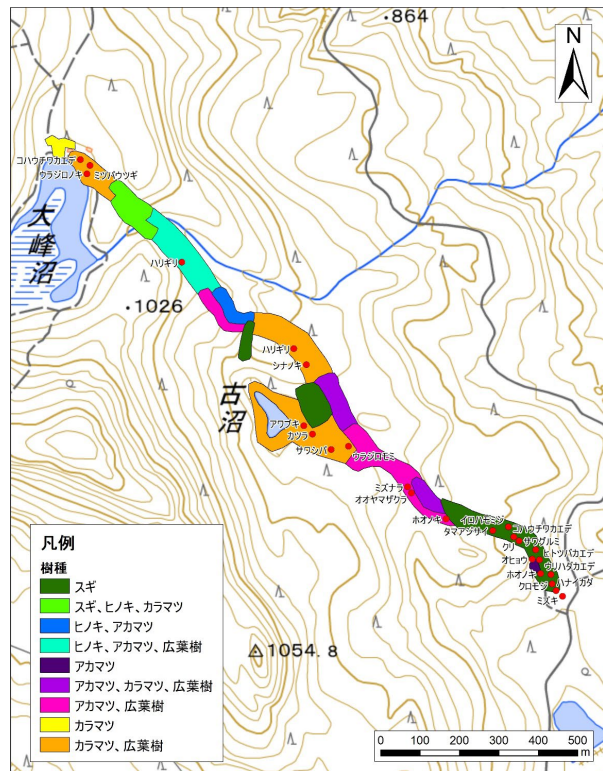 ・864
N
コハウチワカエデ
ウラジロノキ
ミツバウツギ
大峰沼
ハリギリ
・1026
ハリギリ
シナノキ
古沼
アワブキ
カツラ
サワシバ
ウラジロモミ
ミズナラ
オオヤマザクラ
ホオノキ
イロハモミジ
タマアジサイ
コハウチワカエデ
サワグルミ
クリ
ヒトツバカエデ
オヒョウ
ウリハダカエデ
ホオノキ
ハナイカダ
クロモジ
ミズキ
1054.8
凡例
樹種
スギ
スギ、ヒノキ、カラマツ
ヒノキ、アカマツ
ヒノキ、アカマツ、広葉樹
アカマツ
アカマツ、カラマツ、広葉樹
アカマツ、広葉樹
カラマツ
カラマツ、広葉樹
0 100 200 300 400 500
m